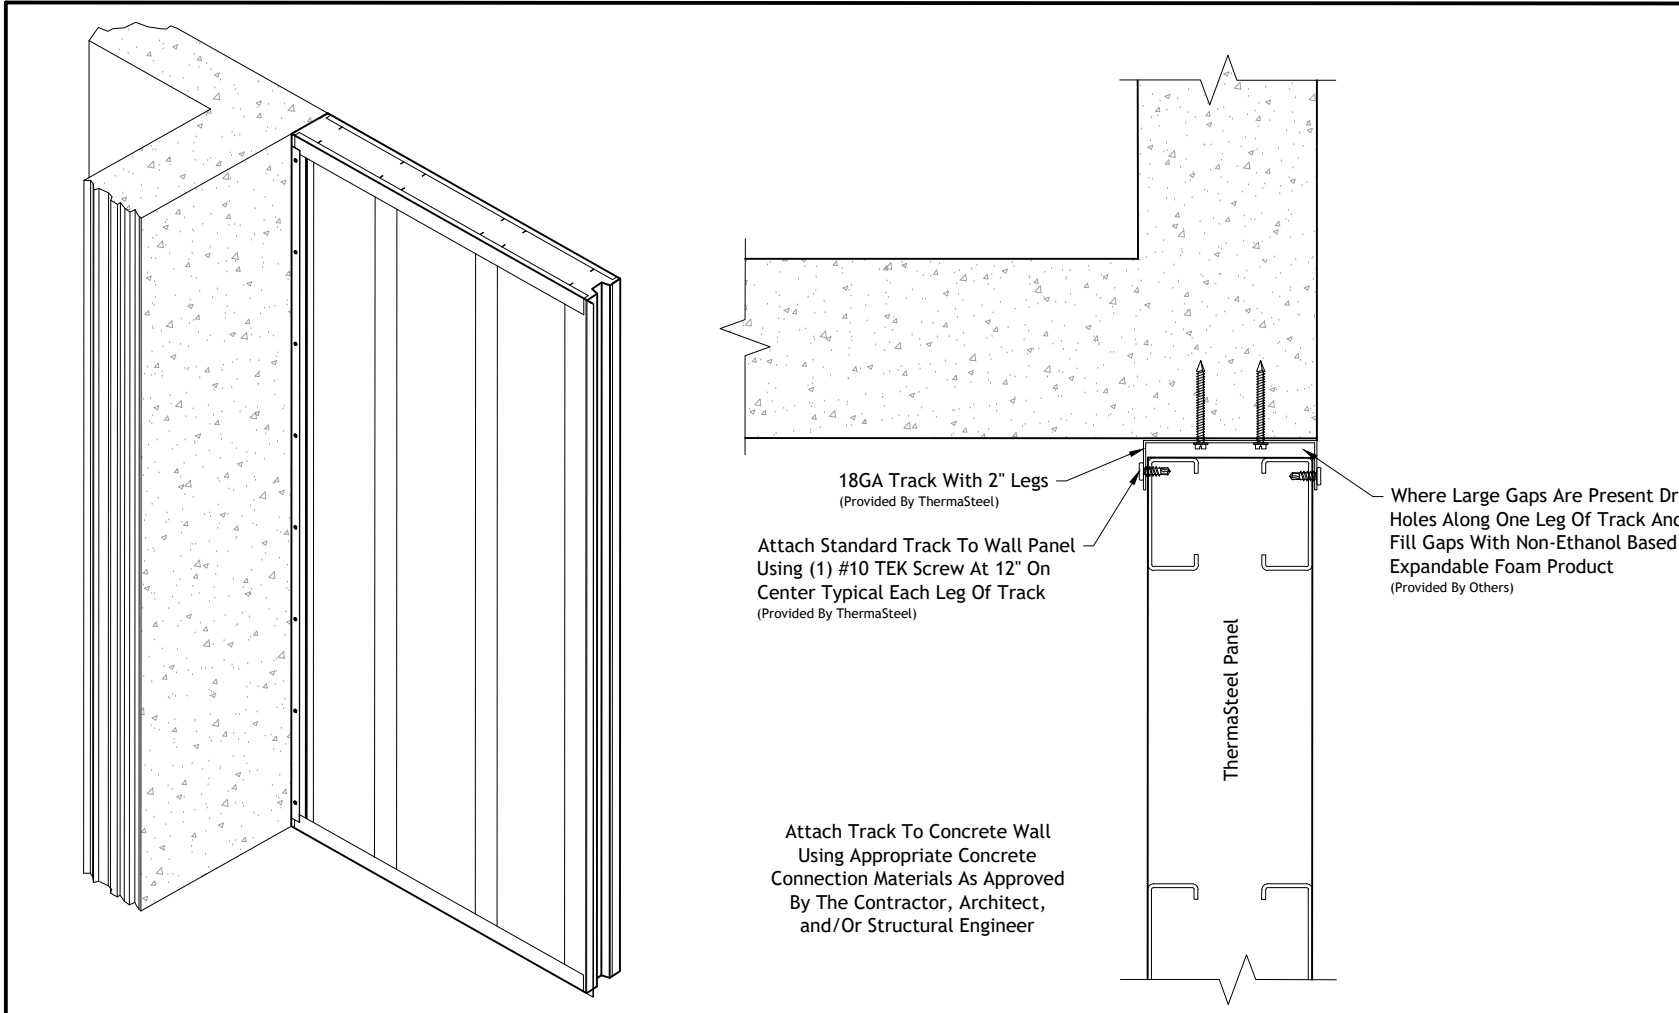 18GA Track With 2" Legs
(Provided By ThermaSteel)
Attach Standard Track To Wall Panel
Using (1) #10 TEK Screw At 12" On
Center Typical Each Leg Of Track
(Provided By ThermaSteel)
Where Large Gaps Are Present
Holes Along One Leg Of Track And
Fill Gaps With Non-Ethanol Based
Expandable Foam Product
(Provided By Others)
ThermaSteel Panel
Attach Track To Concrete Wall
Using Appropriate Concrete
Connection Materials As Approved
By The Contractor, Architect,
and/Or Structural Engineer